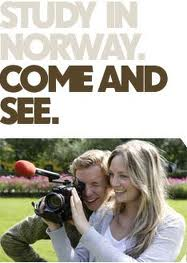 STUDY IN
NORWAY.
COME AND
SEE.